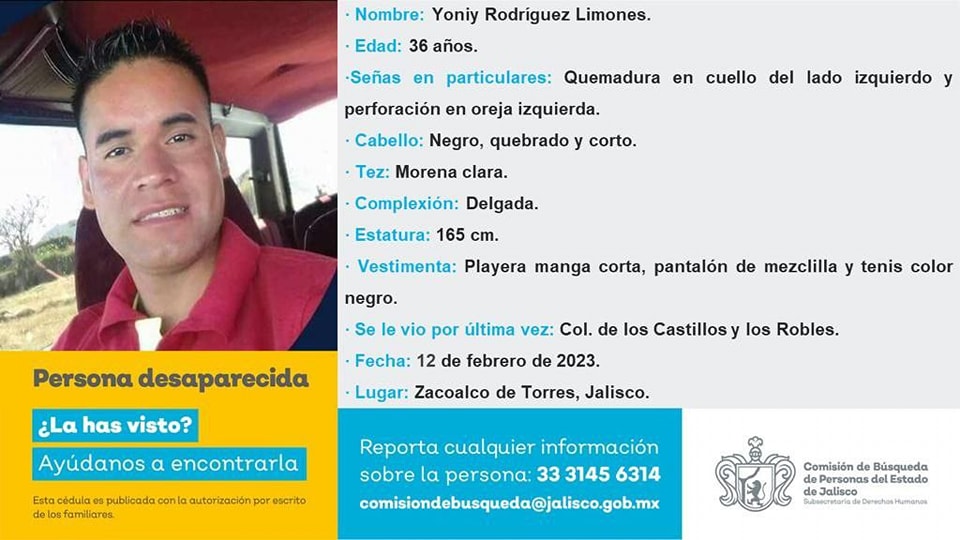 · Nombre: Yoniy Rodríguez Limones.
· Edad: 36 años.
·Señas en particulares: Quemadura en cuello del lado izquierdo y
perforación en oreja izquierda.
· Cabello: Negro, quebrado y corto.
· Tez: Morena clara.
· Complexión: Delgada.
· Estatura: 165 cm.
· Vestimenta: Playera manga corta, pantalón de mezclilla y tenis color
negro.
· Se le vio por última vez: Col. de los Castillos y los Robles.
· Fecha: 12 de febrero de 2023.
· Lugar: Zacoalco de Torres, Jalisco.
Persona desaparecida
¿La has visto?
Ayúdanos a encontrarla
Esta cédula es publicada con la autorización por escrito
de los familiares.
Reporta cualquier información
sobre la persona: 33 3145 6314
comisiondebusqueda@jalisco.gob.mx
Comisión de Búsqueda
de Personas del Estado
de Jalisco
Subsecretaría de Derechos Humanos